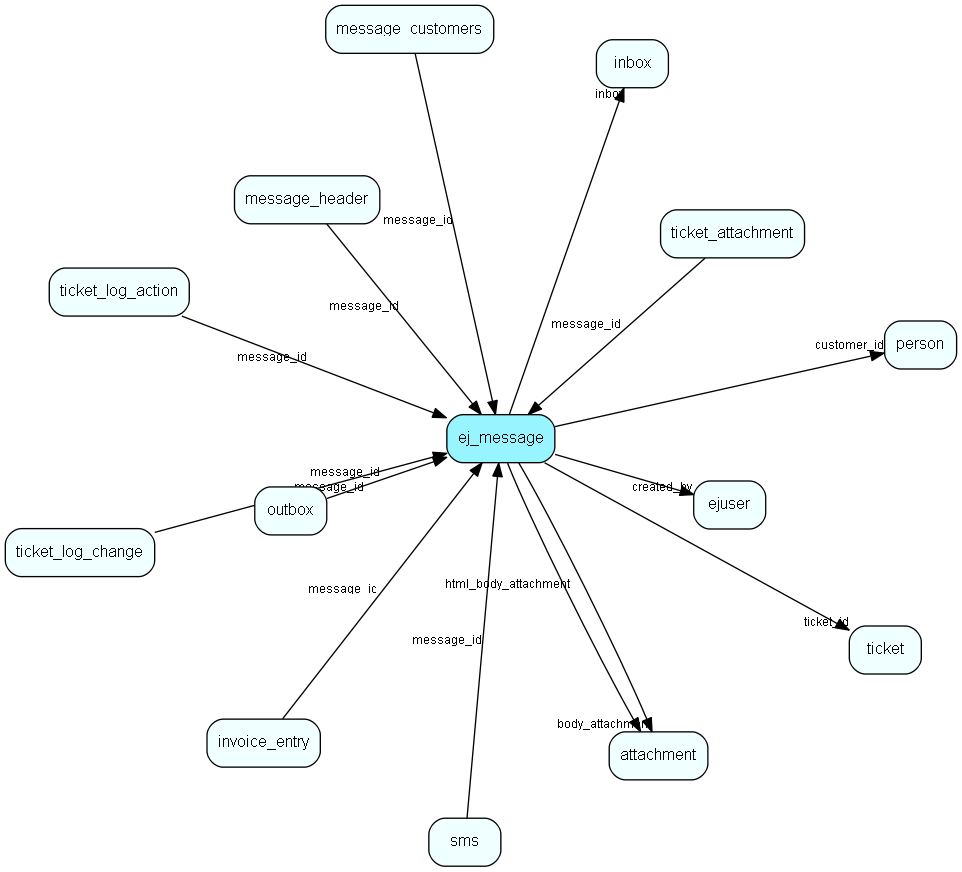 message_customers
inbox
inbox
message_header
message_id
ticket_attachment
ticket_log_action
message_id
message_id
customer_id
person
message_id
ej_message
message_id
message_id
created_by
ejuser
outbox
ticket_log_change
html_body_attachment
message_id
ticket_id
message_id
ticket
body_attachment
invoice_entry
attachment
sms